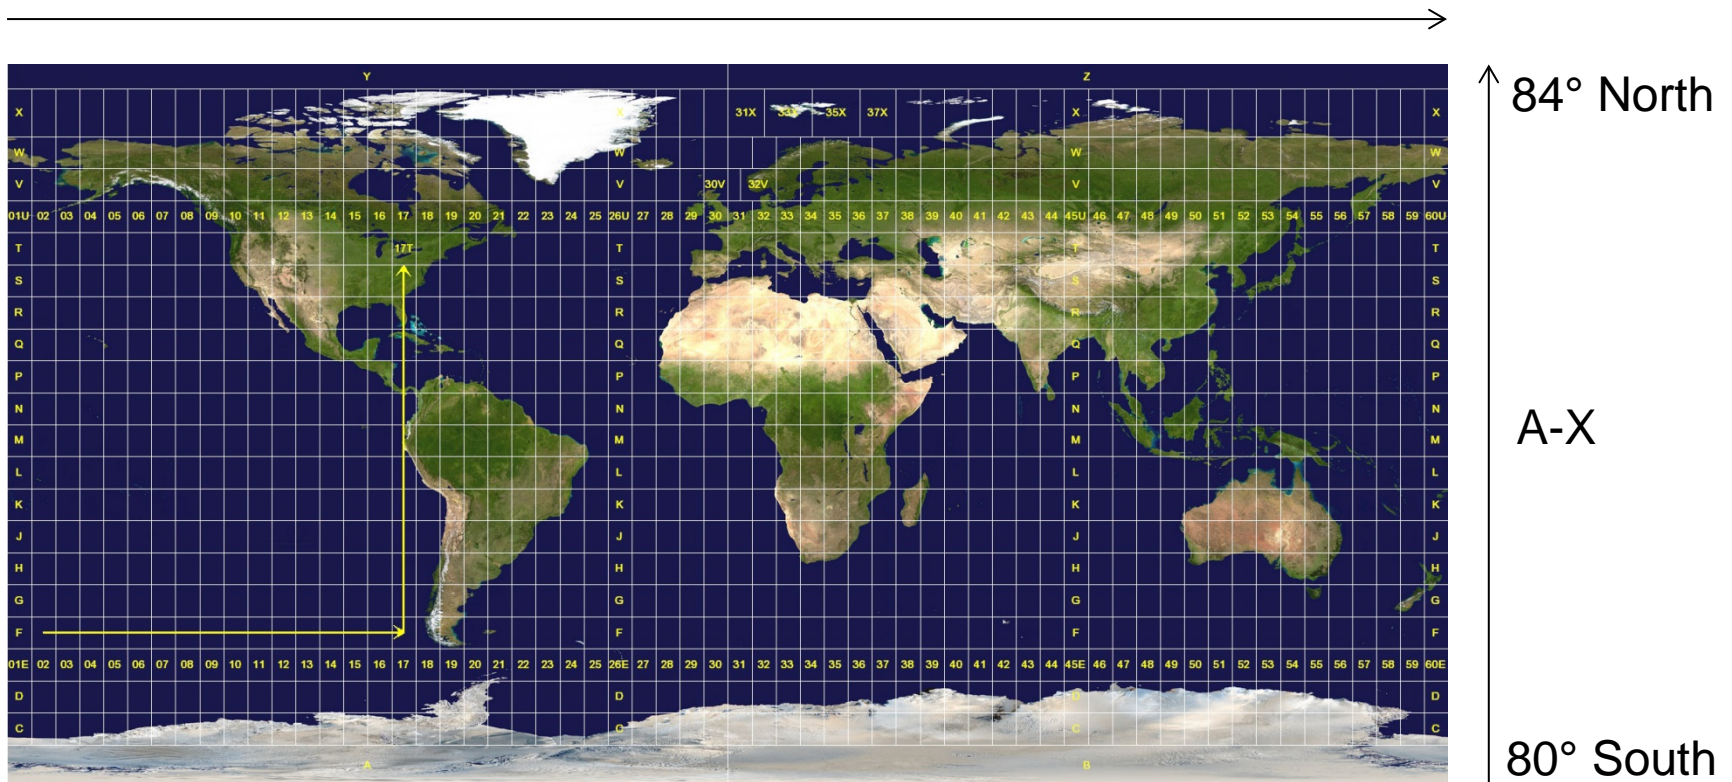 Y Z
84° North
X X 31X 33X 35X 37X X X
W W W W
V V 30V 32V V V
01U 02 03 04 05 06 07 08 09 10 11 12 13 14 15 16 17 18 19 20 21 22 23 24 25 26U 27 28 29 30 31 32 33 34 35 36 37 38 39 40 41 42 43 44 45U 46 47 48 49 50 51 52 53 54 55 56 57 58 59 60U
T 17T T T T
S S S S
R R R R
Q Q Q Q
P P P P
N N N N
A-X
M M M M
L L L L
K K K K
J J J J
H H H H
G G G G
F F F F
01E 02 03 04 05 06 07 08 09 10 11 12 13 14 15 16 17 18 19 20 21 22 23 24 25 26E 27 28 29 30 31 32 33 34 35 36 37 38 39 40 41 42 43 44 45E 46 47 48 49 50 51 52 53 54 55 56 57 58 59 60E
D D D D
C C C C
80° South
A B